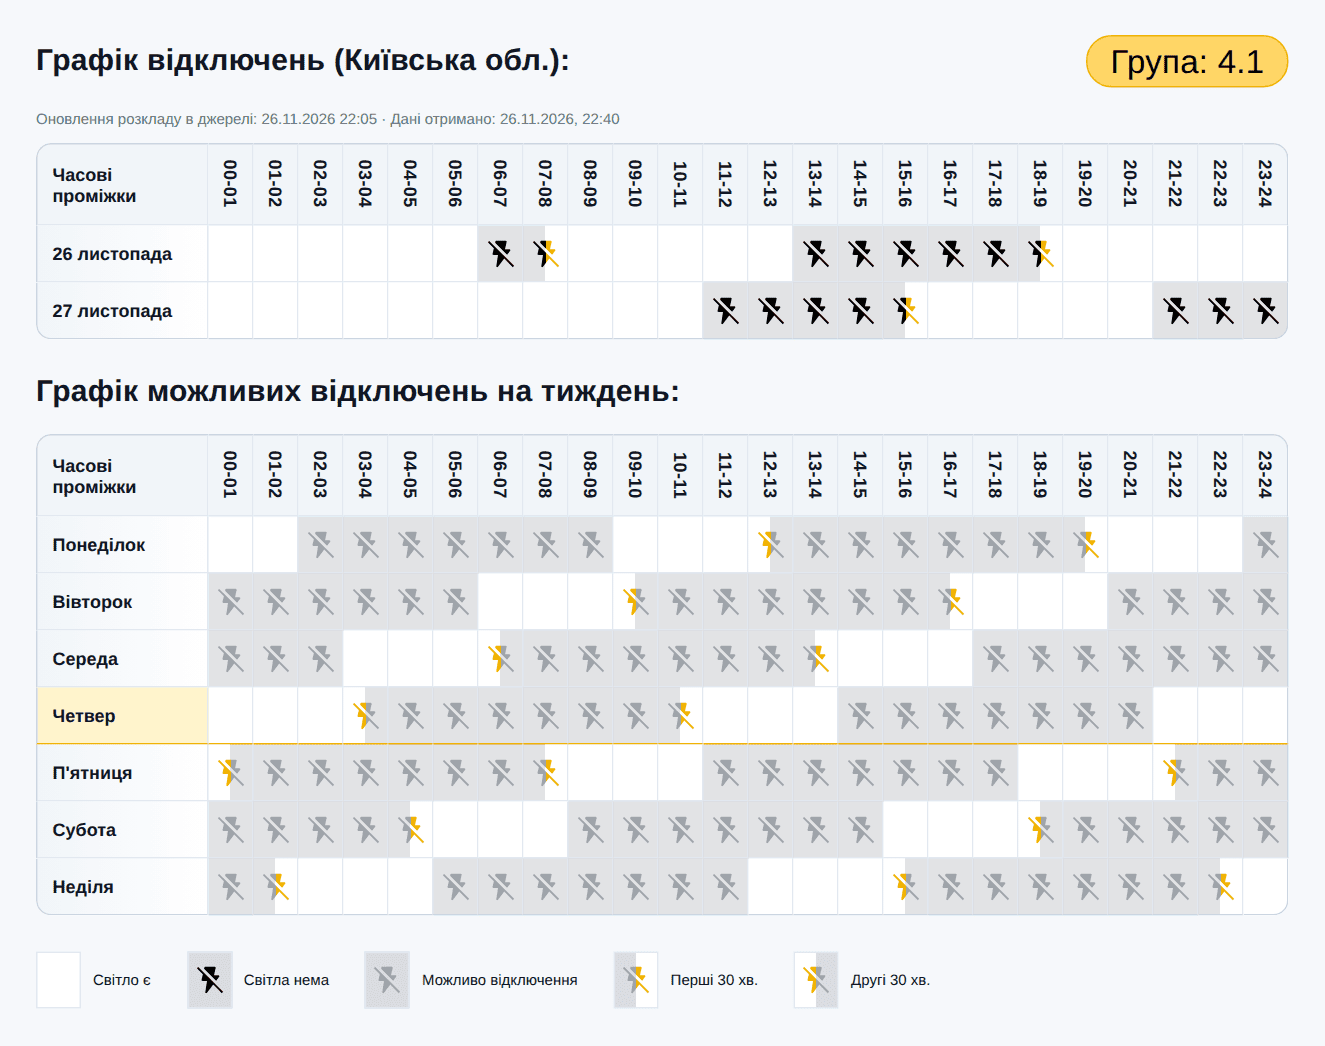 Графік відключень (Київська обл.):
Група: 4.1
Оновлення розкладу в джерелі: 26.11.2026 22:05 · Дані отримано: 26.11.2026, 22:40
Часові проміжки 00-01 01-02 02-03 03-04 04-05 05-06 06-07 07-08 08-09 09-10 10-11 11-12 12-13 13-14 14-15 15-16 16-17 17-18 18-19 19-20 20-21 21-22 22-23 23-24
26 листопада
27 листопада
Графік можливих відключень на тиждень:
Часові проміжки 00-01 01-02 02-03 03-04 04-05 05-06 06-07 07-08 08-09 09-10 10-11 11-12 12-13 13-14 14-15 15-16 16-17 17-18 18-19 19-20 20-21 21-22 22-23 23-24
Понеділок
Вівторок
Середа
Четвер
П'ятниця
Субота
Неділя
Світло є Світла нема Можливо відключення Перші 30 хв. Другі 30 хв.